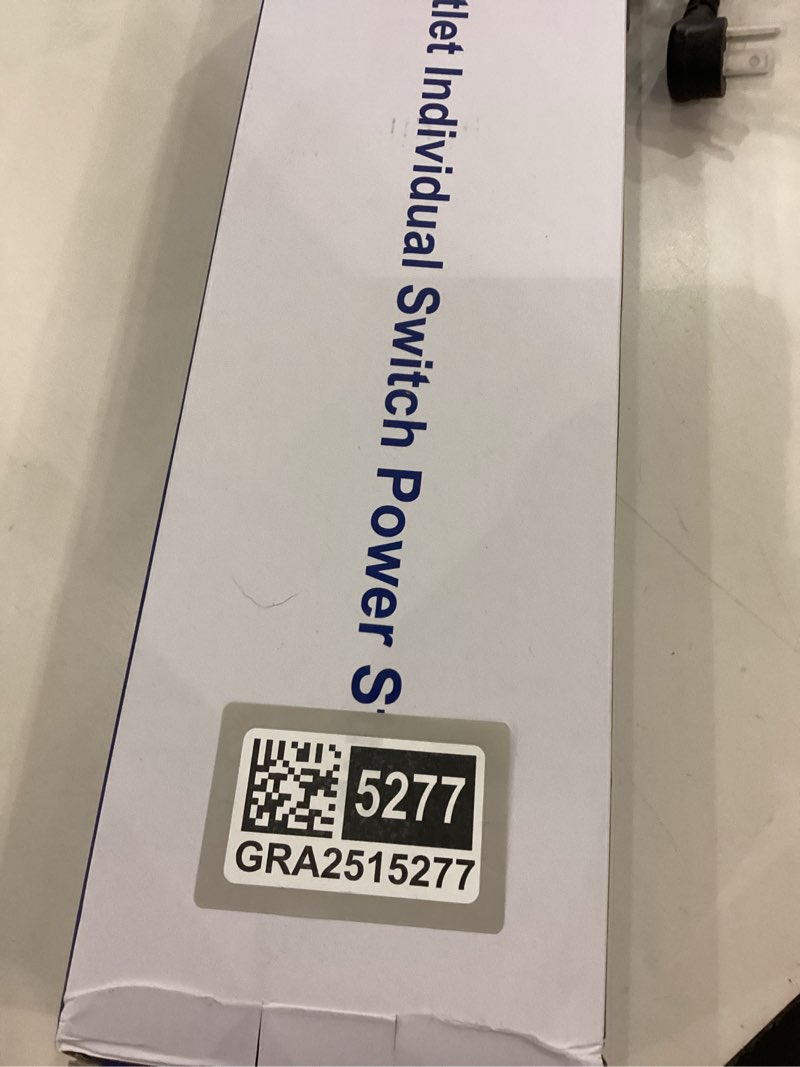 tlet Individual Switch Power S
5277
GRA2515277